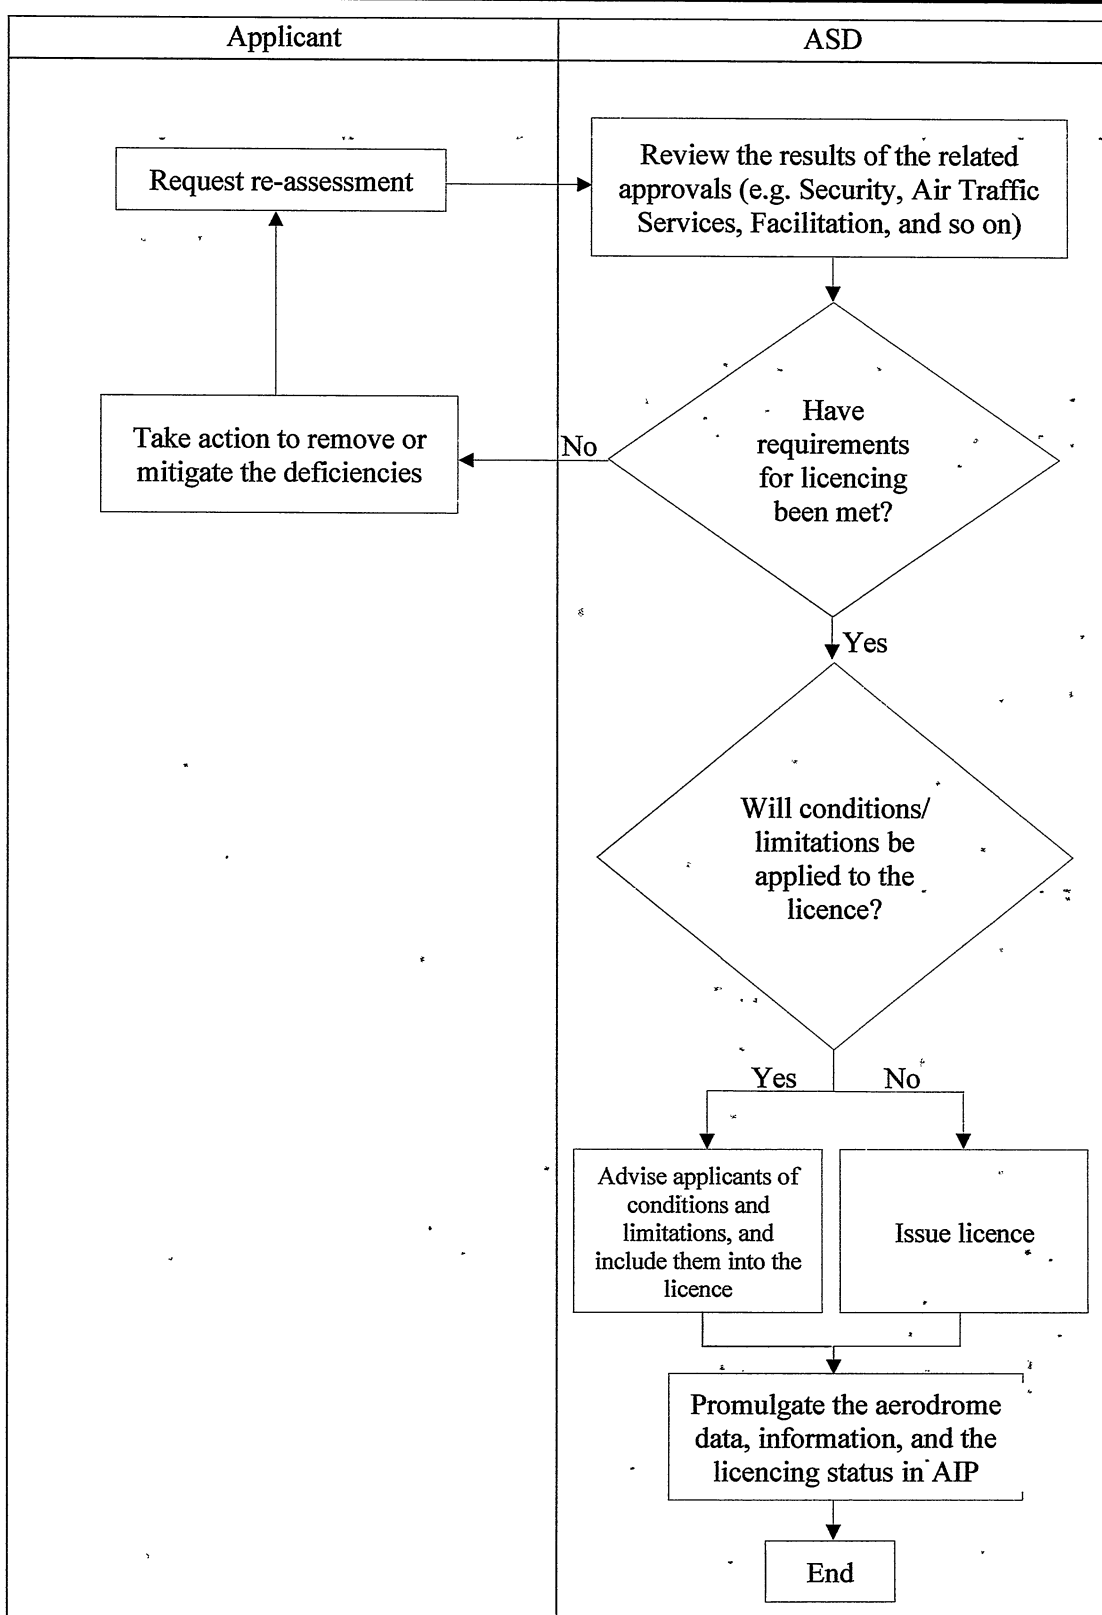 Applicant
ASD
Request re-assessment
Review the results of the related
approvals (e.g. Security, Air Traffic
Services, Facilitation, and so on)
Take action to remove or
mitigate the deficiencies
No
Have
requirements
for licencing
been met?
Yes
Will conditions/
limitations be
applied to the
licence?
Yes
No
Advise applicants of
conditions and
limitations, and
include them into the
licence
Issue licence
Promulgate the aerodrome
data, information, and the
licencing status in AIP
End